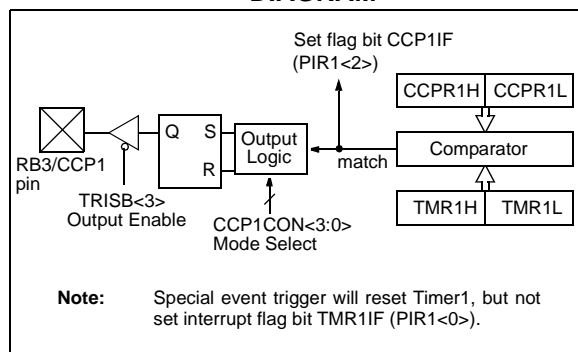 Set flag bit CCP1IF
(PIR1<2>)
CCPR1H CCPR1L
Q S Output
R Logic
match
Comparator
RB3/CCP1
pin
TRISB<3>
Output Enable
CCP1CON<3:0>
Mode Select
TMR1H TMR1L
Note: Special event trigger will reset Timer1, but not
set interrupt flag bit TMR1IF (PIR1<0>).